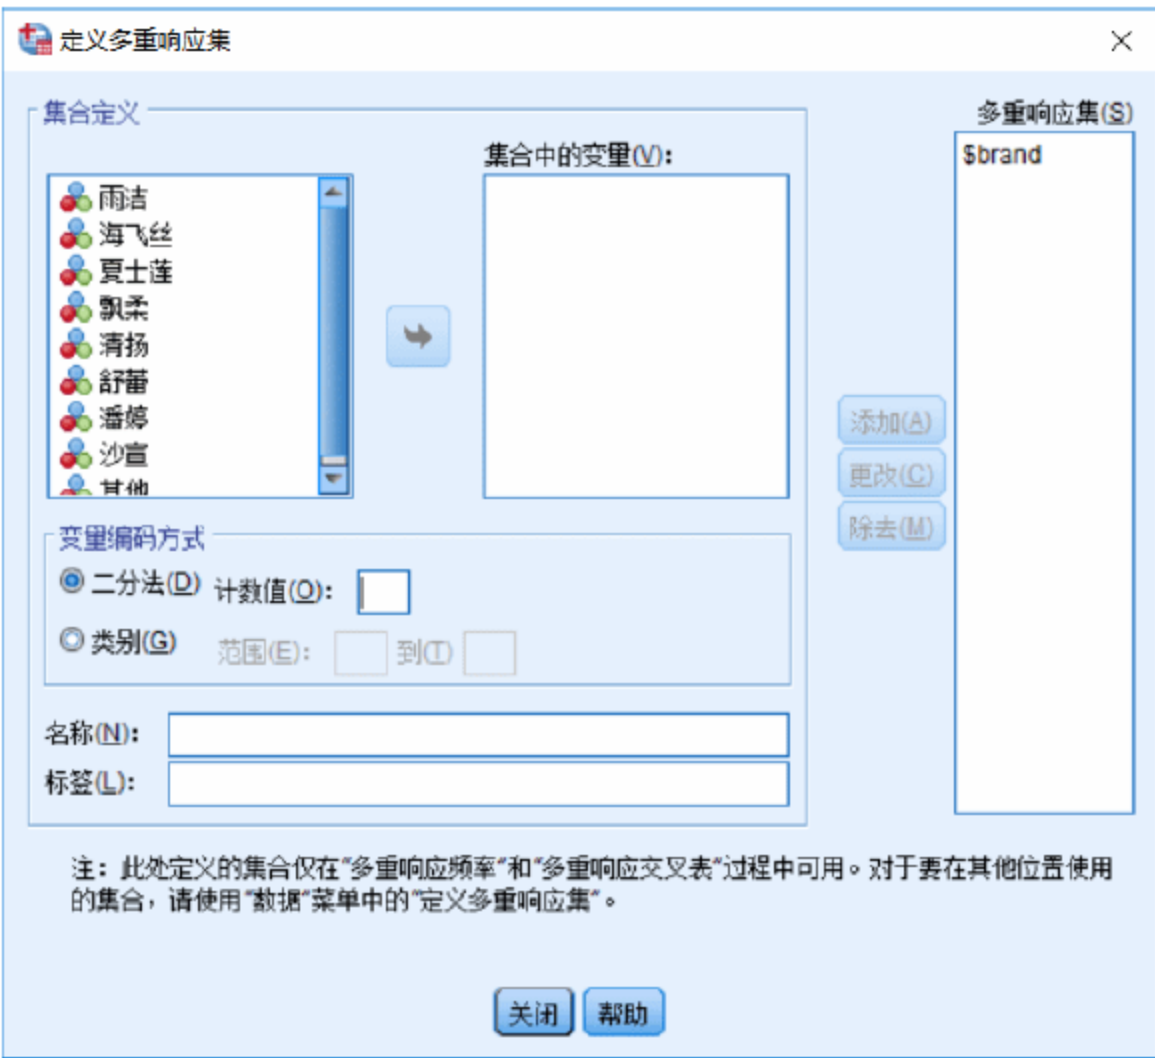 定义多重响应集
集合定义
多重响应集(S)
集合中的变量(V):
$brand
雨洁
海飞丝
夏士莲
飘柔
清扬
舒蕾
潘婷
沙宣
其他
添加(A)
更改(C)
除去(M)
变量编码方式
二分法(D) 计数值(O):
类别(G) 范围(E): 到(T)
名称(N):
标签(L):
注：此处定义的集合仅在"多重响应频率"和"多重响应交叉表"过程中可用。对于要在其他位置使用
的集合，请使用"数据"菜单中的"定义多重响应集"。
关闭 帮助